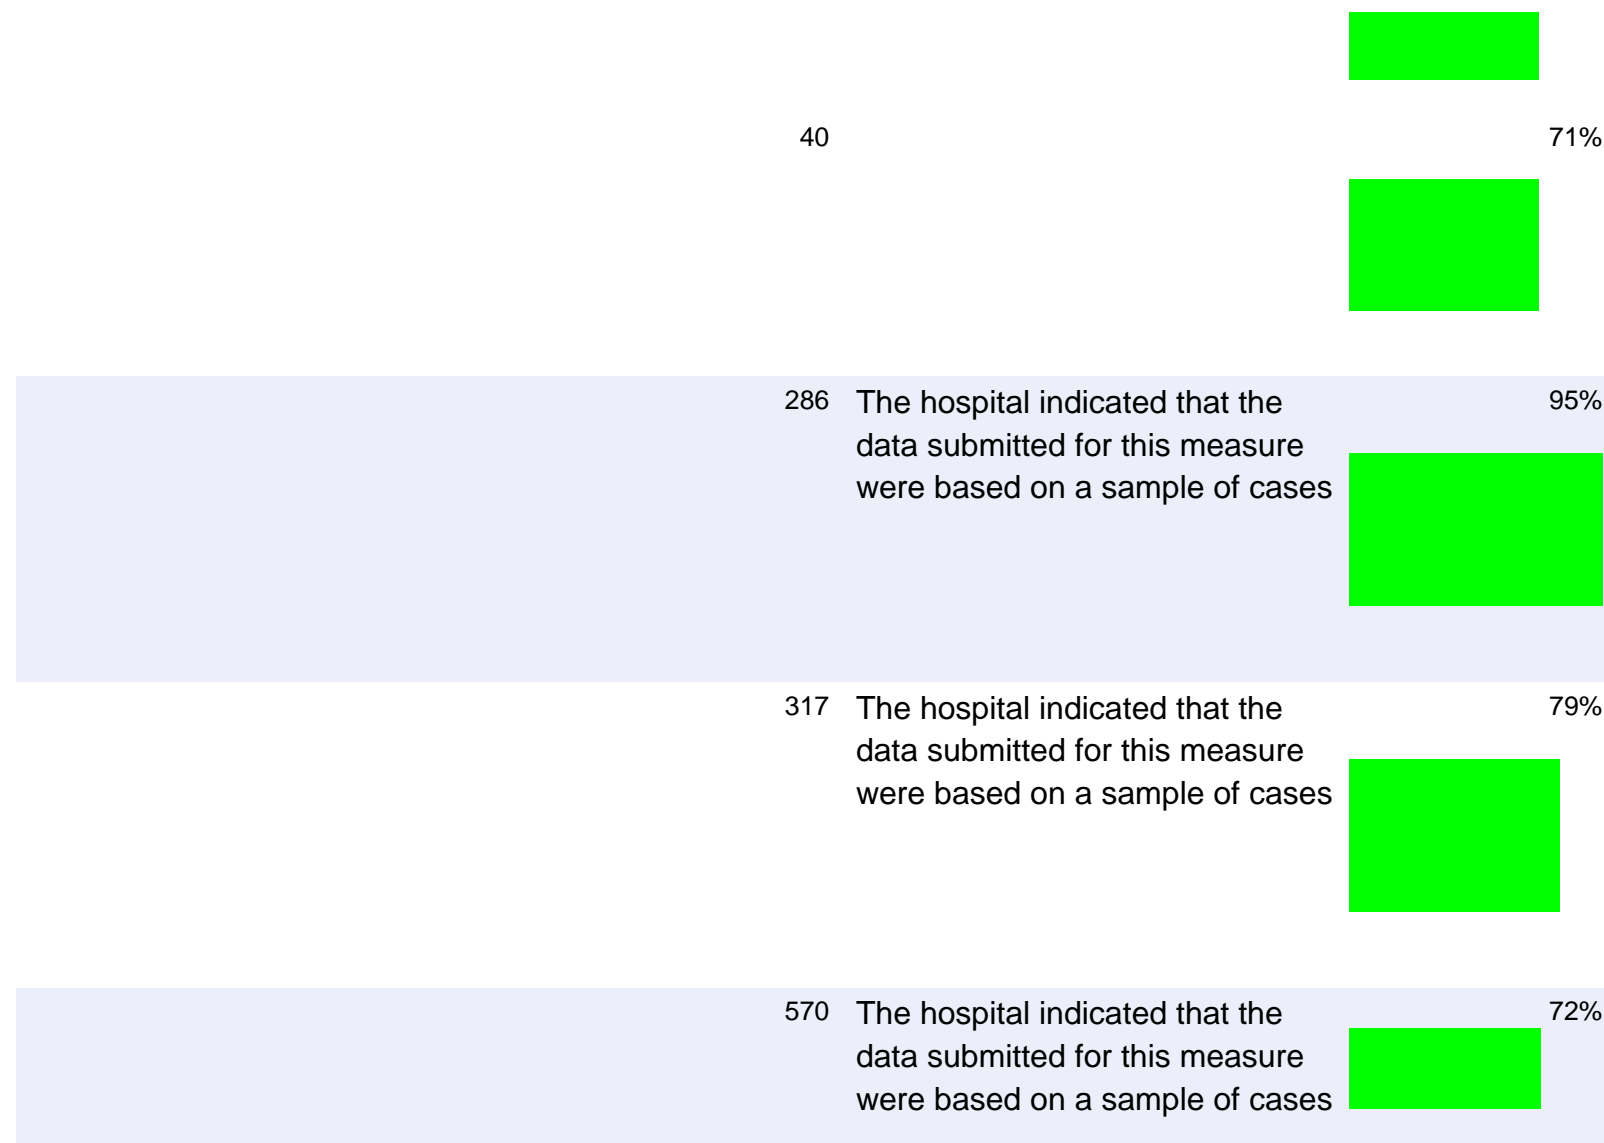 40 71%
286 The hospital indicated that the 95%
data submitted for this measure
were based on a sample of cases
317 The hospital indicated that the 79%
data submitted for this measure
were based on a sample of cases
570 The hospital indicated that the 72%
data submitted for this measure
were based on a sample of cases